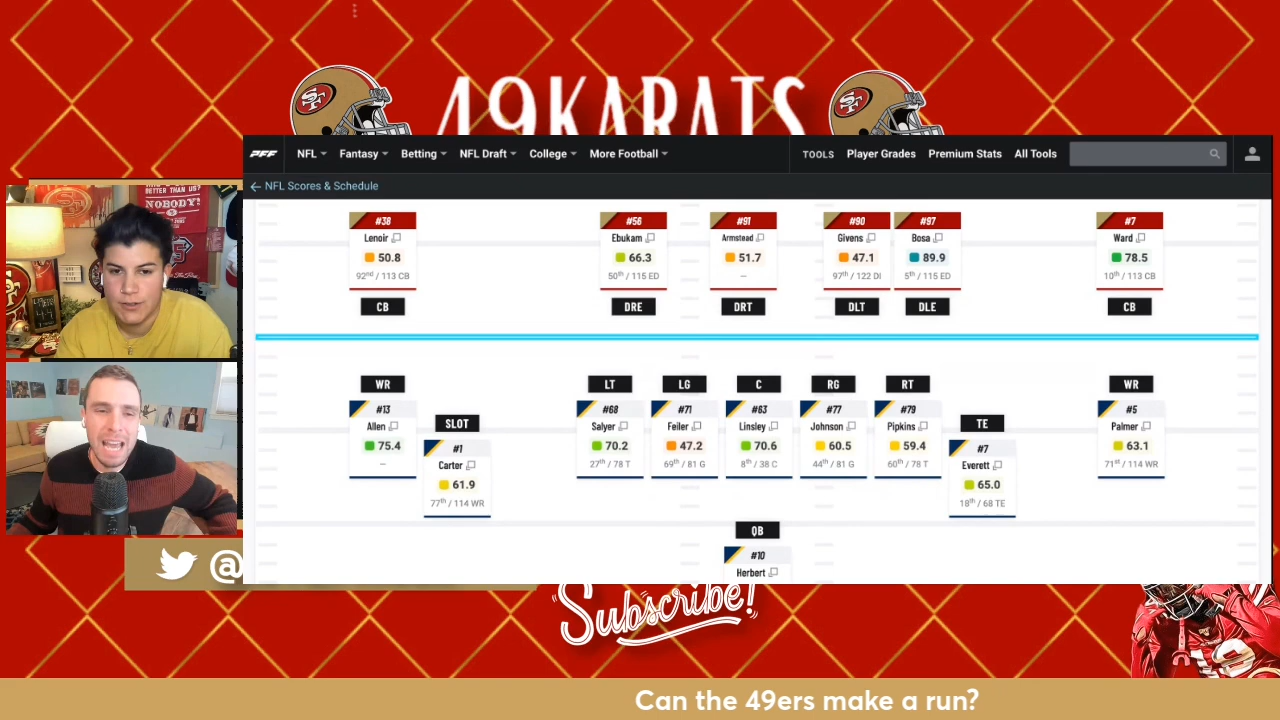 49KARATS
SF
SF
PFF
NFL
Fantasy
Betting
NFL Draft
College
More Football
TOOLS
Player Grades
Premium Stats
All Tools
← NFL Scores & Schedule
BETTER THAN US?
NOBODY!
#38
Lenoir
50.8
92nd / 113 CB
CB
#56
Ebukam
66.3
50th / 115 ED
DRE
#91
Armstead
51.7
—
DRT
#90
Givens
47.1
97th / 122 DI
DLT
#97
Bosa
89.9
5th / 115 ED
DLE
#7
Ward
78.5
10th / 113 CB
CB
WR
#13
Allen
75.4
—
SLOT
#1
Carter
61.9
77th / 114 WR
LT
#68
Salyer
70.2
27th / 78 T
LG
#71
Feiler
47.2
69th / 81 G
C
#63
Linsley
70.6
8th / 38 C
RG
#77
Johnson
60.5
44th / 81 G
RT
#79
Pipkins
59.4
60th / 78 T
TE
#7
Everett
65.0
18th / 68 TE
WR
#5
Palmer
63.1
71st / 114 WR
QB
#10
Herbert
@
Subscribe!
Can the 49ers make a run?